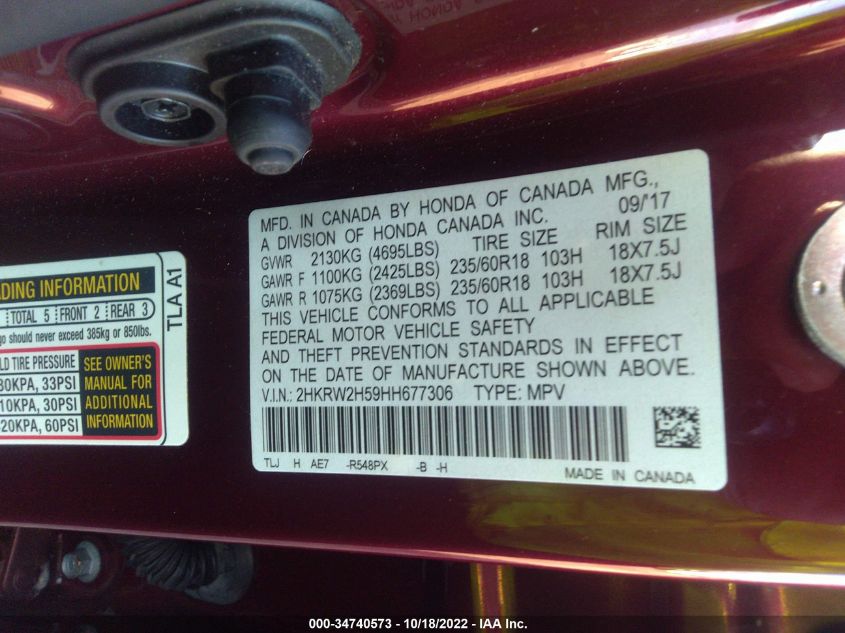 MFD. IN CANADA BY HONDA OF CANADA MFG.,
A DIVISION OF HONDA CANADA INC. 09/'17
GVWR 2130KG (4695LBS) TIRE SIZE RIM SIZE
GAWR F 1100KG (2425LBS) 235/60R18 103H 18X7.5J
GAWR R 1075KG (2369LBS) 235/60R18 103H 18X7.5J
THIS VEHICLE CONFORMS TO ALL APPLICABLE
FEDERAL MOTOR VEHICLE SAFETY
AND THEFT PREVENTION STANDARDS IN EFFECT
ON THE DATE OF MANUFACTURE SHOWN ABOVE.
V.I.N.: 2HKRW2H59HH677306 TYPE: MPV
TLJ H AE7 -R548PX -B -H
MADE IN CANADA
ADING INFORMATION
TOTAL 5 FRONT 2 REAR 3
go should never exceed 385kg or 850lbs.
LD TIRE PRESSURE
30KPA, 33PSI
10KPA, 30PSI
420KPA, 60PSI
SEE OWNER'S
MANUAL FOR
ADDITIONAL
INFORMATION
TLA A1
000-34740573 - 10/18/2022 - IAA Inc.